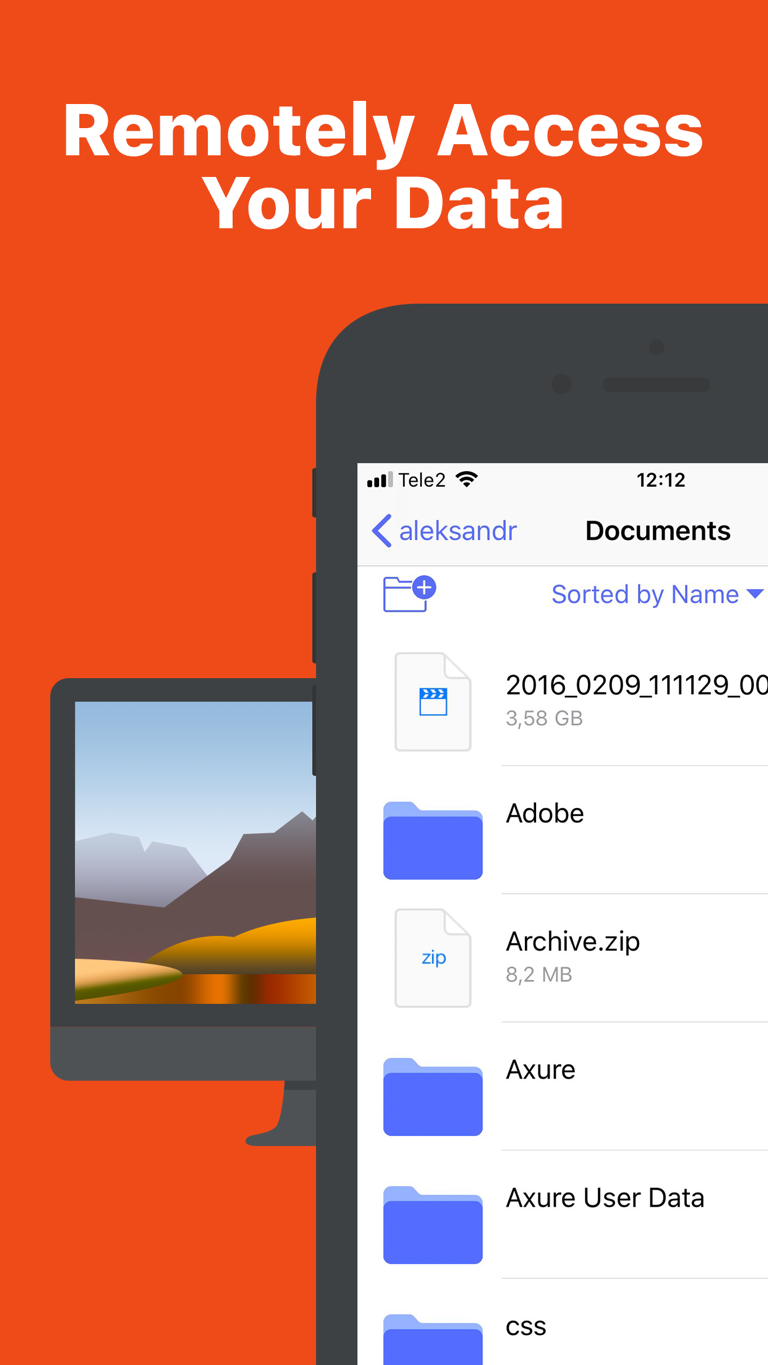 Remotely Access
Your Data
Tele2 12:12
aleksandr Documents
Sorted by Name
2016_0209_111129_00
3,58 GB
Adobe
zip
Archive.zip
8,2 MB
Axure
Axure User Data
css